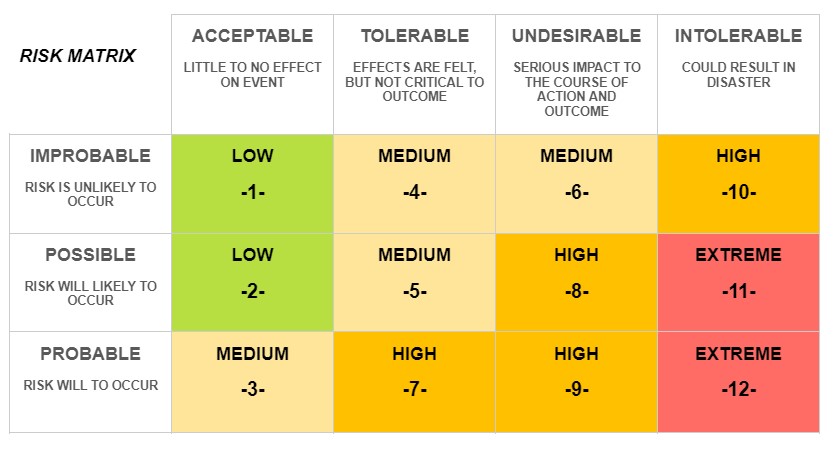 RISK MATRIX
ACCEPTABLE
LITTLE TO NO EFFECT
ON EVENT
TOLERABLE
EFFECTS ARE FELT,
BUT NOT CRITICAL TO
OUTCOME
UNDESIRABLE
SERIOUS IMPACT TO
THE COURSE OF
ACTION AND
OUTCOME
INTOLERABLE
COULD RESULT IN
DISASTER
IMPROBABLE
RISK IS UNLIKELY TO
OCCUR
LOW
-1-
MEDIUM
-4-
MEDIUM
-6-
HIGH
-10-
POSSIBLE
RISK WILL LIKELY TO
OCCUR
LOW
-2-
MEDIUM
-5-
HIGH
-8-
EXTREME
-11-
PROBABLE
RISK WILL TO OCCUR
MEDIUM
-3-
HIGH
-7-
HIGH
-9-
EXTREME
-12-